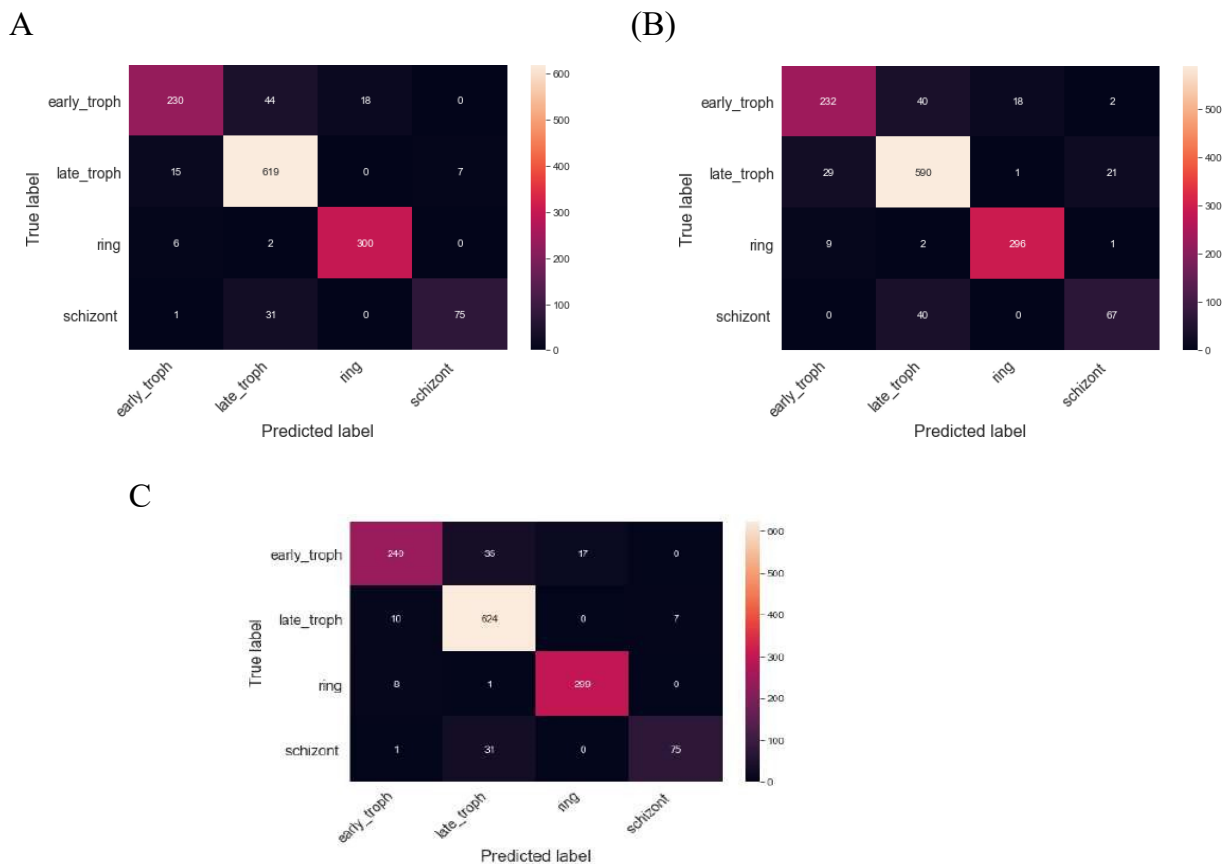 A
(B)
600
500
400
300
200
100
0
True label
early_troph 230 44 18 0
late_troph 15 619 0 7
ring 6 2 300 0
schizont 1 31 0 75
early_troph late_troph ring schizont
Predicted label
500
400
300
200
100
0
True label
early_troph 232 40 18 2
late_troph 29 590 1 21
ring 9 2 296 1
schizont 0 40 0 67
early_troph late_troph ring schizont
Predicted label
C
600
500
400
300
200
100
0
True label
early_troph 240 35 17 0
late_troph 10 624 0 7
ring 8 1 299 0
schizont 1 31 0 75
early_troph late_troph ring schizont
Predicted label